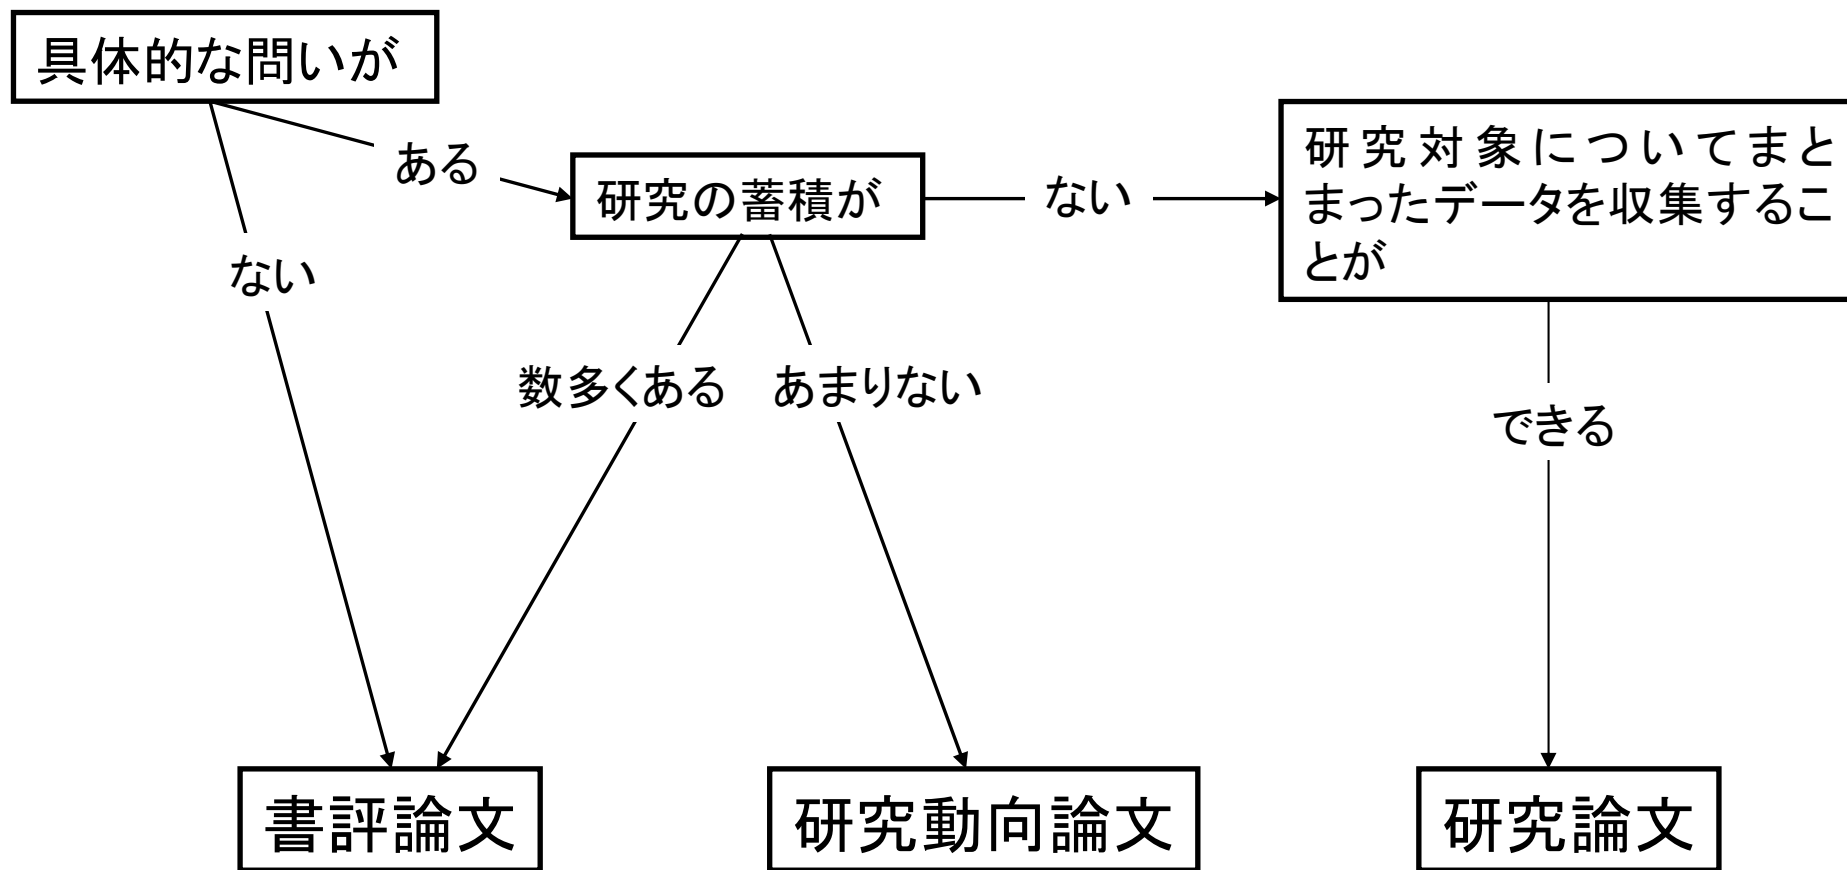 具体的な問いが
ある
ない
研究の蓄積が
ない
研究対象についてまと
まったデータを収集するこ
とが
数多くある
あまりない
できる
書評論文
研究動向論文
研究論文